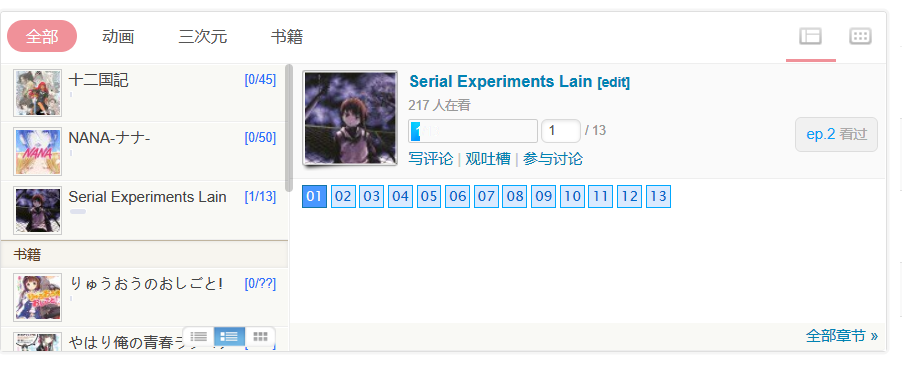 全部 动画 三次元 书籍
十二国記 [0/45]
NANA-ナナ- [0/50]
NANA
Serial Experiments Lain [1/13]
书籍
りゅうおうのおしごと! [0/??]
やはり俺の青春ラ
Serial Experiments Lain [edit]
217 人在看
1 / 13
ep.2 看过
写评论 | 观吐槽 | 参与讨论
01 02 03 04 05 06 07 08 09 10 11 12 13
全部章节 »